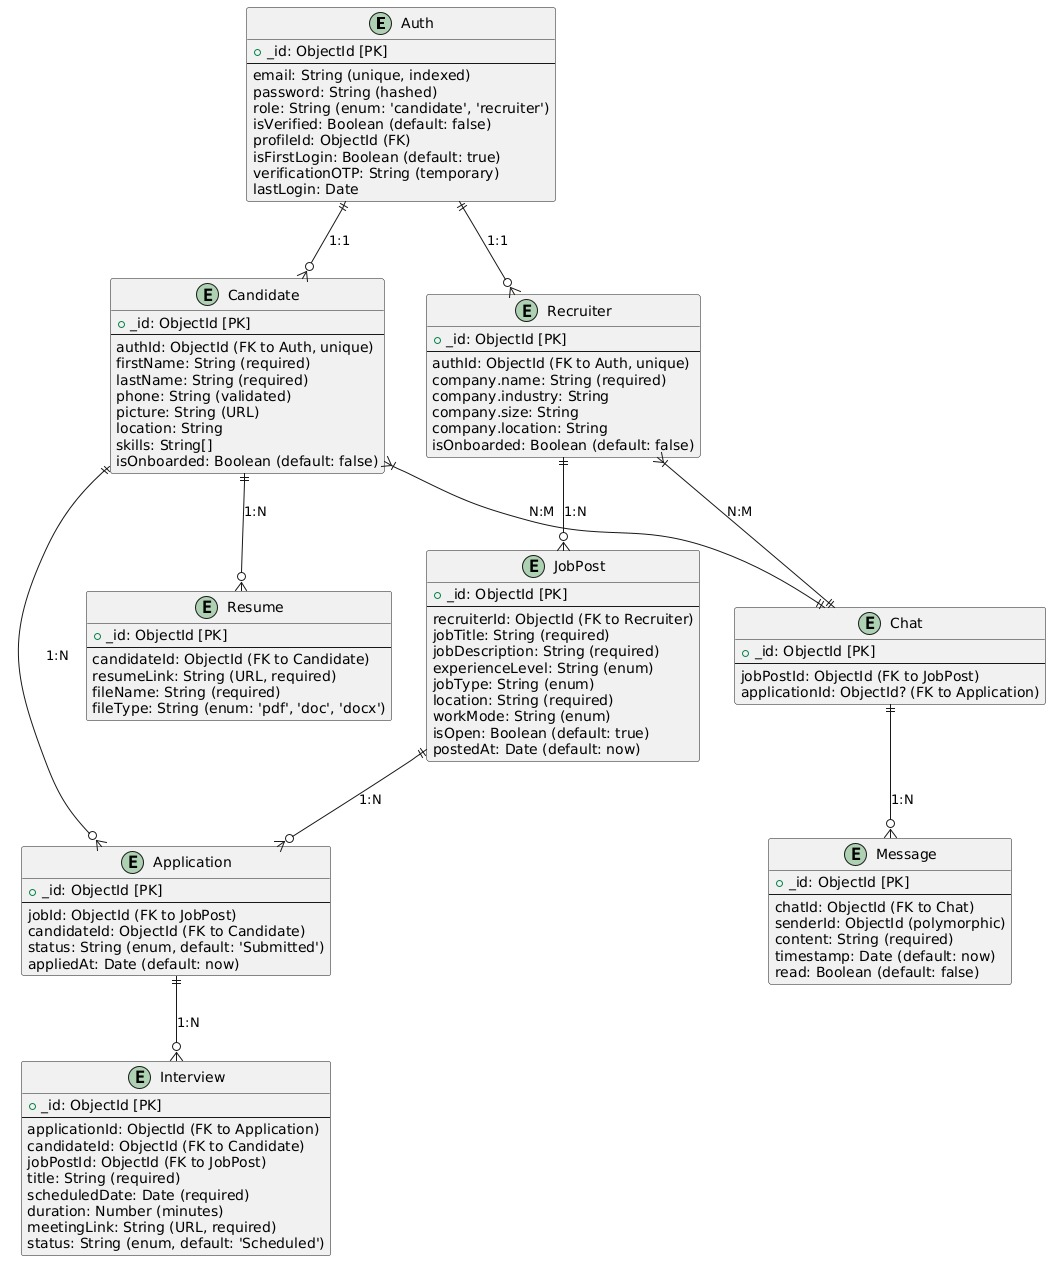 E Auth
_id: ObjectId [PK]
email: String (unique, indexed)
password: String (hashed)
role: String (enum: 'candidate', 'recruiter')
isVerified: Boolean (default: false)
profileId: ObjectId (FK)
isFirstLogin: Boolean (default: true)
verificationOTP: String (temporary)
lastLogin: Date
1:1
1:1
E Candidate
_id: ObjectId [PK]
authId: ObjectId (FK to Auth, unique)
firstName: String (required)
lastName: String (required)
phone: String (validated)
picture: String (URL)
location: String
skills: String[]
isOnboarded: Boolean (default: false)
E Recruiter
_id: ObjectId [PK]
authId: ObjectId (FK to Auth, unique)
company.name: String (required)
company.industry: String
company.size: String
company.location: String
isOnboarded: Boolean (default: false)
1:N
N:M
1:N
N:M
E Resume
_id: ObjectId [PK]
candidateId: ObjectId (FK to Candidate)
resumeLink: String (URL, required)
fileName: String (required)
fileType: String (enum: 'pdf', 'doc', 'docx')
E JobPost
_id: ObjectId [PK]
recruiterId: ObjectId (FK to Recruiter)
jobTitle: String (required)
jobDescription: String (required)
experienceLevel: String (enum)
jobType: String (enum)
location: String (required)
workMode: String (enum)
isOpen: Boolean (default: true)
postedAt: Date (default: now)
E Chat
_id: ObjectId [PK]
jobPostId: ObjectId (FK to JobPost)
applicationId: ObjectId? (FK to Application)
1:N
1:N
1:N
E Application
_id: ObjectId [PK]
jobId: ObjectId (FK to JobPost)
candidateId: ObjectId (FK to Candidate)
status: String (enum, default: 'Submitted')
appliedAt: Date (default: now)
E Message
_id: ObjectId [PK]
chatId: ObjectId (FK to Chat)
senderId: ObjectId (polymorphic)
content: String (required)
timestamp: Date (default: now)
read: Boolean (default: false)
1:N
E Interview
_id: ObjectId [PK]
applicationId: ObjectId (FK to Application)
candidateId: ObjectId (FK to Candidate)
jobPostId: ObjectId (FK to JobPost)
title: String (required)
scheduledDate: Date (required)
duration: Number (minutes)
meetingLink: String (URL, required)
status: String (enum, default: 'Scheduled')